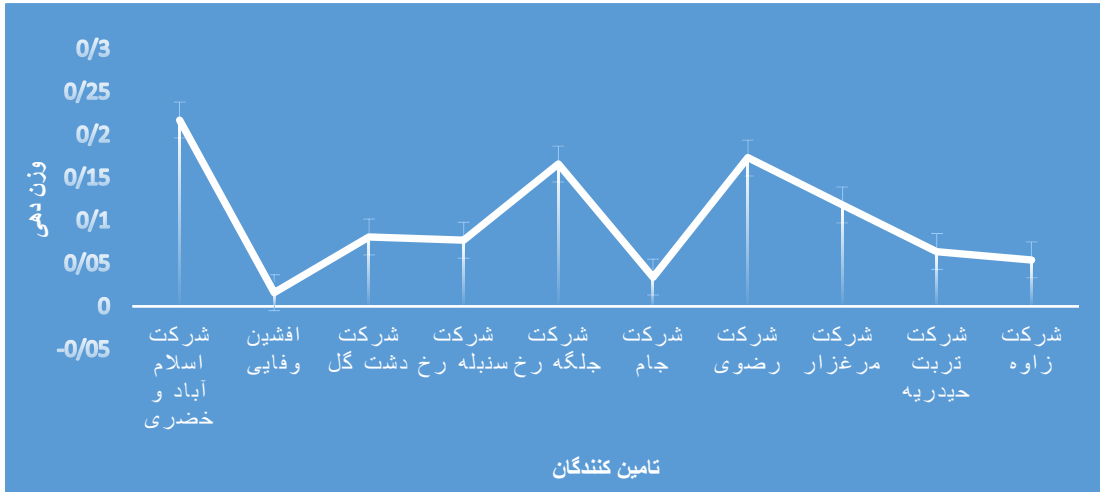 0/3
0/25
0/2
0/15
0/1
0/05
0
-0/05
وزن دهی
شرکت اسلام آباد و خضری
افشین وفایی
شرکت دشت گل
شرکت سنبله رخ
شرکت جلگه رخ
شرکت جام
شرکت رضوی
شرکت مرغزار
شرکت تربت حیدریه
شرکت زاوه
تامین کنندگان